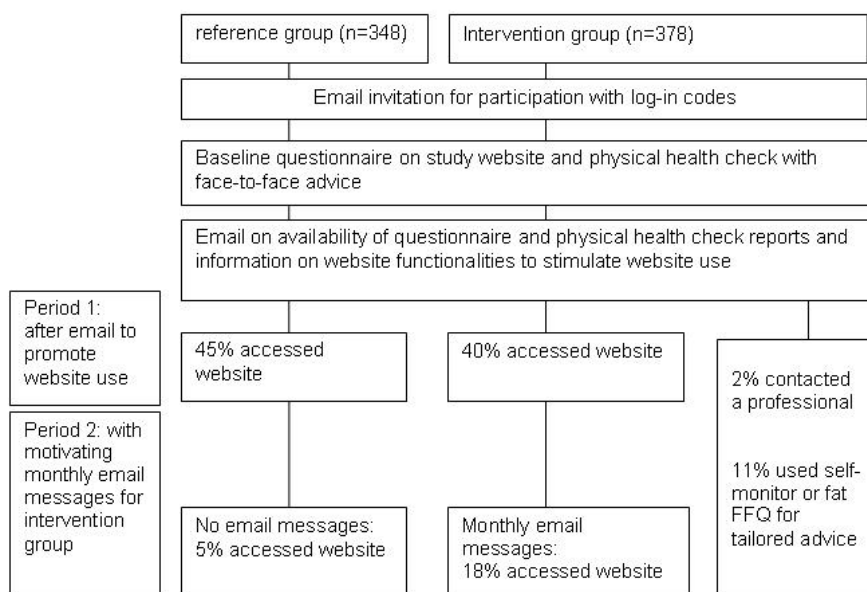 reference group (n=348)
Intervention group (n=378)
Email invitation for participation with log-in codes
Baseline questionnaire on study website and physical health check with
face-to-face advice
Email on availability of questionnaire and physical health check reports and
information on website functionalities to stimulate website use
Period 1:
after email to
promote
website use
45% accessed
website
40% accessed website
2% contacted
a professional
11% used self-
monitor or fat
FFQ for
tailored advice
Period 2: with
motivating
monthly email
messages for
intervention
group
No email messages:
5% accessed website
Monthly email
messages:
18% accessed website